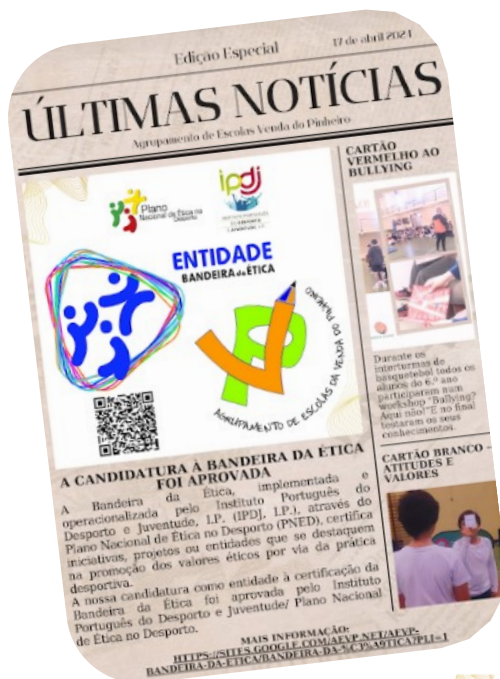 Edição Especial
17 de abril 2024
ÚLTIMAS NOTÍCIAS
Agrupamento de Escolas Venda do Pinheiro
Plano
Nacional de Ética no
Desporto
ipdj
ENTIDADE
BANDEIRA da ÉTICA
AGRUPAMENTO DE ESCOLAS DA VENDA DO PINHEIRO
A CANDIDATURA À BANDEIRA DA ÉTICA
FOI APROVADA
A Bandeira da Ética, implementada e
operacionalizada pelo Instituto Português do
Desporto e Juventude, I.P. (IPDJ, I.P.), através do
Plano Nacional de Ética no Desporto (PNED), certifica
iniciativas, projetos ou entidades que se destaquem
na promoção dos valores éticos por via da prática
desportiva.
A nossa candidatura como entidade à certificação da
Bandeira da Ética foi aprovada pelo Instituto
Português do Desporto e Juventude/ Plano Nacional
de Ética no Desporto.
MAIS INFORMAÇÃO:
HTTPS://SITES.GOOGLE.COM/AEVP.NET/AEVP-
BANDEIRA-DA-ETICA/BANDEIRA-DA-%C3%A9TICA?PLI=1
CARTÃO
VERMELHO AO
BULLYING
Durante os
interturmas de
basquetebol todos os
alunos de 6.º ano
participaram num
workshop "Bullying?
Aqui não!" E no final
testaram os seus
conhecimentos.
CARTÃO BRANCO -
ATITUDES E
VALORES